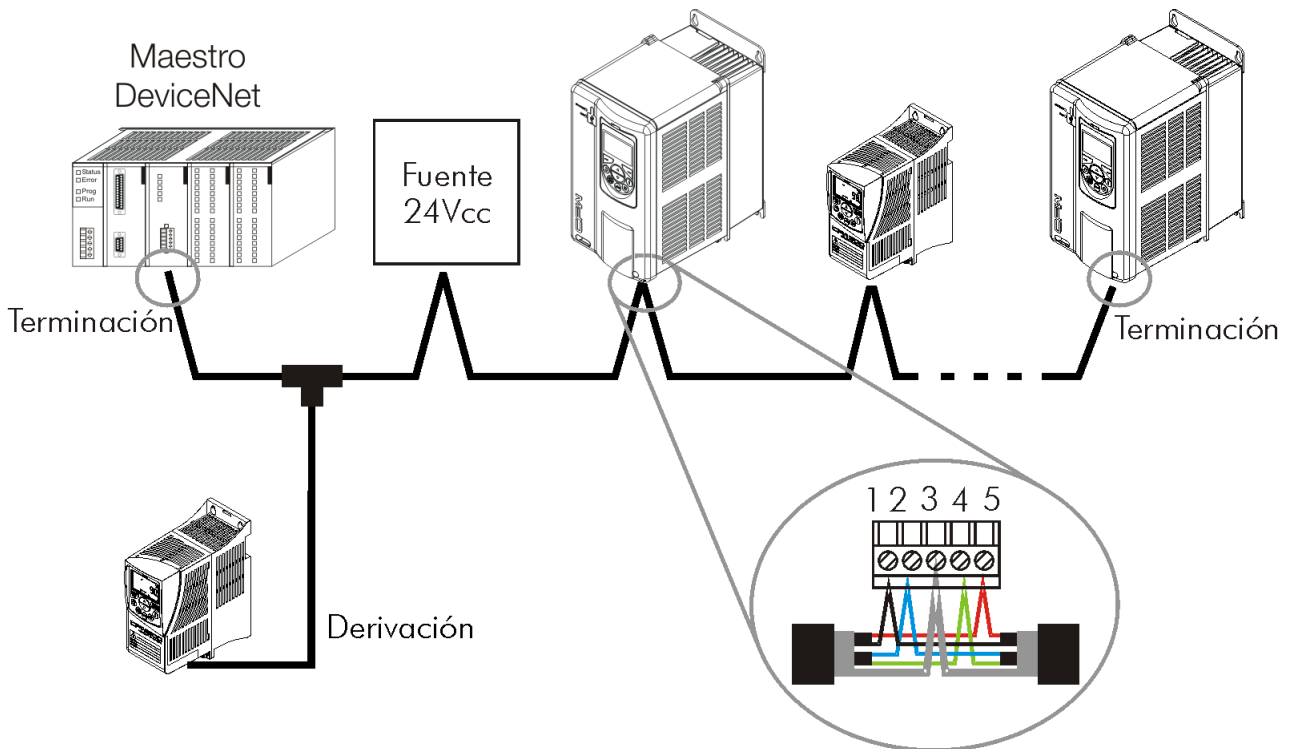 Maestro
DeviceNet
Status
Error
Prog
Run
Fuente
24Vcc
Terminación
Terminación
1 2 3 4 5
Derivación